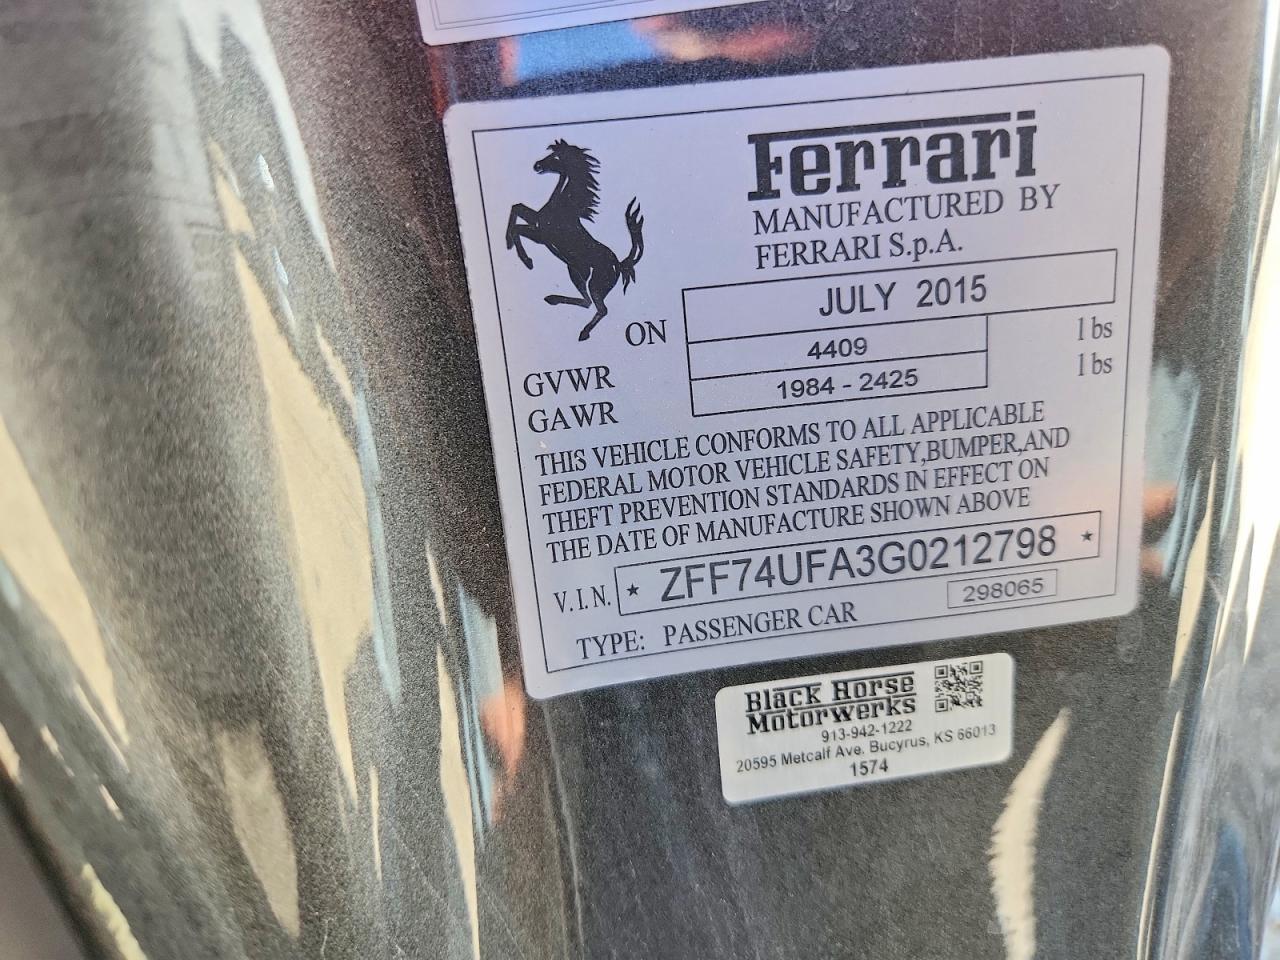 Ferrari
MANUFACTURED BY
FERRARI S.p.A.
ON JULY 2015
GVWR 4409 lbs
GAWR 1984 - 2425 lbs
THIS VEHICLE CONFORMS TO ALL APPLICABLE
FEDERAL MOTOR VEHICLE SAFETY,BUMPER,AND
THEFT PREVENTION STANDARDS IN EFFECT ON
THE DATE OF MANUFACTURE SHOWN ABOVE
V.I.N. * ZFF74UFA3G0212798 *
TYPE: PASSENGER CAR 298065
Black Horse
Motorwerks
913-942-1222
20595 Metcalf Ave. Bucyrus, KS 66013
1574